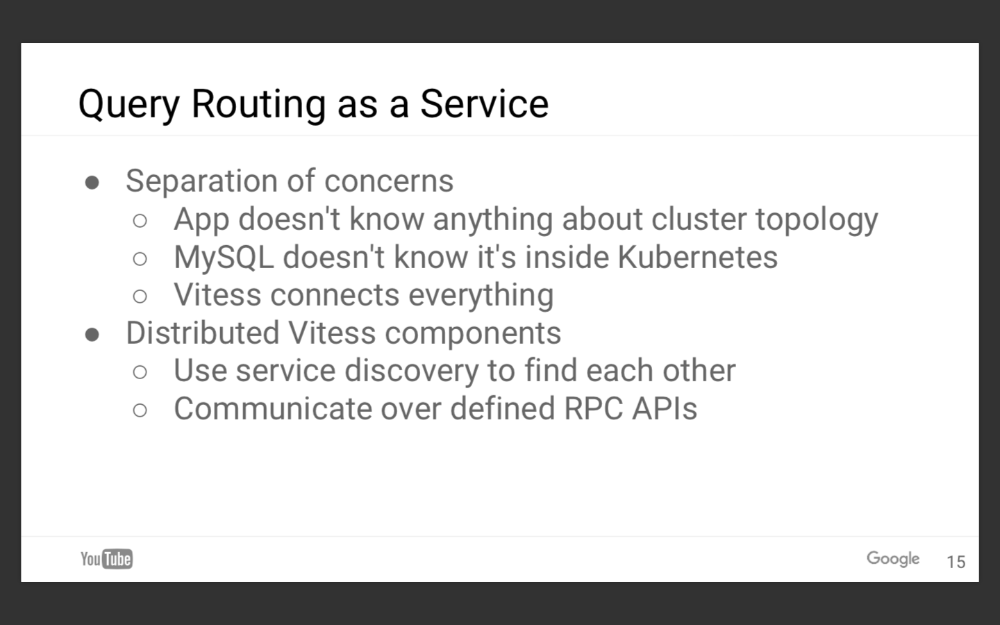 Query Routing as a Service
● Separation of concerns
○ App doesn't know anything about cluster topology
○ MySQL doesn't know it's inside Kubernetes
○ Vitess connects everything
● Distributed Vitess components
○ Use service discovery to find each other
○ Communicate over defined RPC APIs
YouTube
Google
15